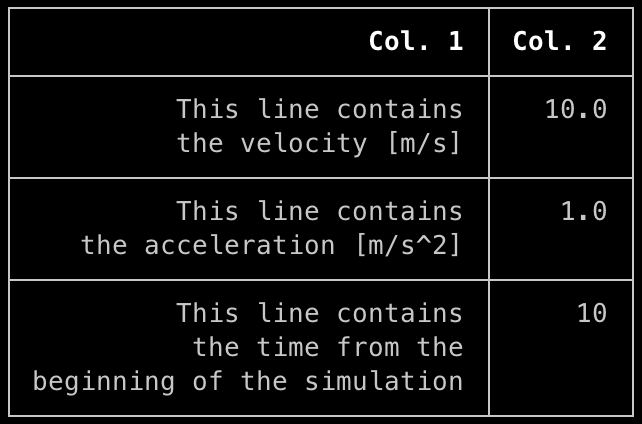 Col. 1 Col. 2
This line contains 10.0
the velocity [m/s]
This line contains 1.0
the acceleration [m/s^2]
This line contains 10
the time from the
beginning of the simulation